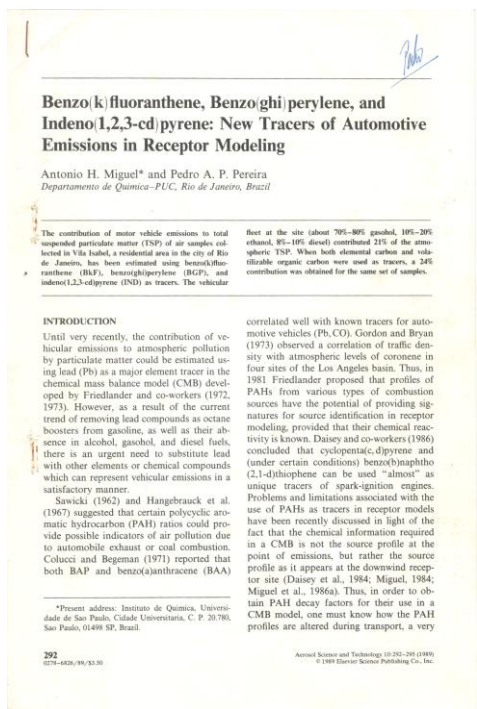 Benzo(k)fluoranthene, Benzo(ghi)perylene, and
Indeno(1,2,3-cd)pyrene: New Tracers of Automotive
Emissions in Receptor Modeling
Antonio H. Miguel* and Pedro A. P. Pereira
Departamento de Quimica–PUC, Rio de Janeiro, Brazil
The contribution of motor vehicle emissions to total
suspended particulate matter (TSP) of air samples col-
lected in Vila Isabel, a residential area in the city of Rio
de Janeiro, has been estimated using benzo(k)fluo-
ranthene (BkF), benzo(ghi)perylene (BGP), and
indeno(1,2,3-cd)pyrene (IND) as tracers. The vehicular
fleet at the site (about 70%–80% gasohol, 10%–20%
ethanol, 8%–10% diesel) contributed 21% of the atmo-
spheric TSP. When both elemental carbon and vola-
tilizable organic carbon were used as tracers, a 24%
contribution was obtained for the same set of samples.
INTRODUCTION
Until very recently, the contribution of ve-
hicular emissions to atmospheric pollution
by particulate matter could be estimated us-
ing lead (Pb) as a major element tracer in the
chemical mass balance model (CMB) devel-
oped by Friedlander and co-workers (1972,
1973). However, as a result of the current
trend of removing lead compounds as octane
boosters from gasoline, as well as their ab-
sence in alcohol, gasohol, and diesel fuels,
there is an urgent need to substitute lead
with other elements or chemical compounds
which can represent vehicular emissions in a
satisfactory manner.
Sawicki (1962) and Hangebrauck et al.
(1967) suggested that certain polycyclic aro-
matic hydrocarbon (PAH) ratios could pro-
vide possible indicators of air pollution due
to automobile exhaust or coal combustion.
Colucci and Begeman (1971) reported that
both BAP and benzo(a)anthracene (BAA)
correlated well with known tracers for auto-
motive vehicles (Pb, CO). Gordon and Bryan
(1973) observed a correlation of traffic den-
sity with atmospheric levels of coronene in
four sites of the Los Angeles basin. Thus, in
1981 Friedlander proposed that profiles of
PAHs from various types of combustion
sources have the potential of providing sig-
natures for source identification in receptor
modeling, provided that their chemical reac-
tivity is known. Daisey and co-workers (1986)
concluded that cyclopenta(c,d)pyrene and
(under certain conditions) benzo(b)naphtho
(2,1-d)thiophene can be used "almost" as
unique tracers of spark-ignition engines.
Problems and limitations associated with the
use of PAHs as tracers in receptor models
have been recently discussed in light of the
fact that the chemical information required
in a CMB is not the source profile at the
point of emissions, but rather the source
profile as it appears at the downwind recep-
tor site (Daisey et al., 1984; Miguel, 1984;
Miguel et al., 1986a). Thus, in order to ob-
tain PAH decay factors for their use in a
CMB model, one must know how the PAH
profiles are altered during transport, a very
*Present address: Instituto de Quimica, Universi-
dade de Sao Paulo, Cidade Universitaria, C. P. 20.780,
Sao Paulo, 01498 SP, Brazil.
292
0278-6826/89/$3.50
Aerosol Science and Technology 10:292–295 (1989)
© 1989 Elsevier Science Publishing Co., Inc.